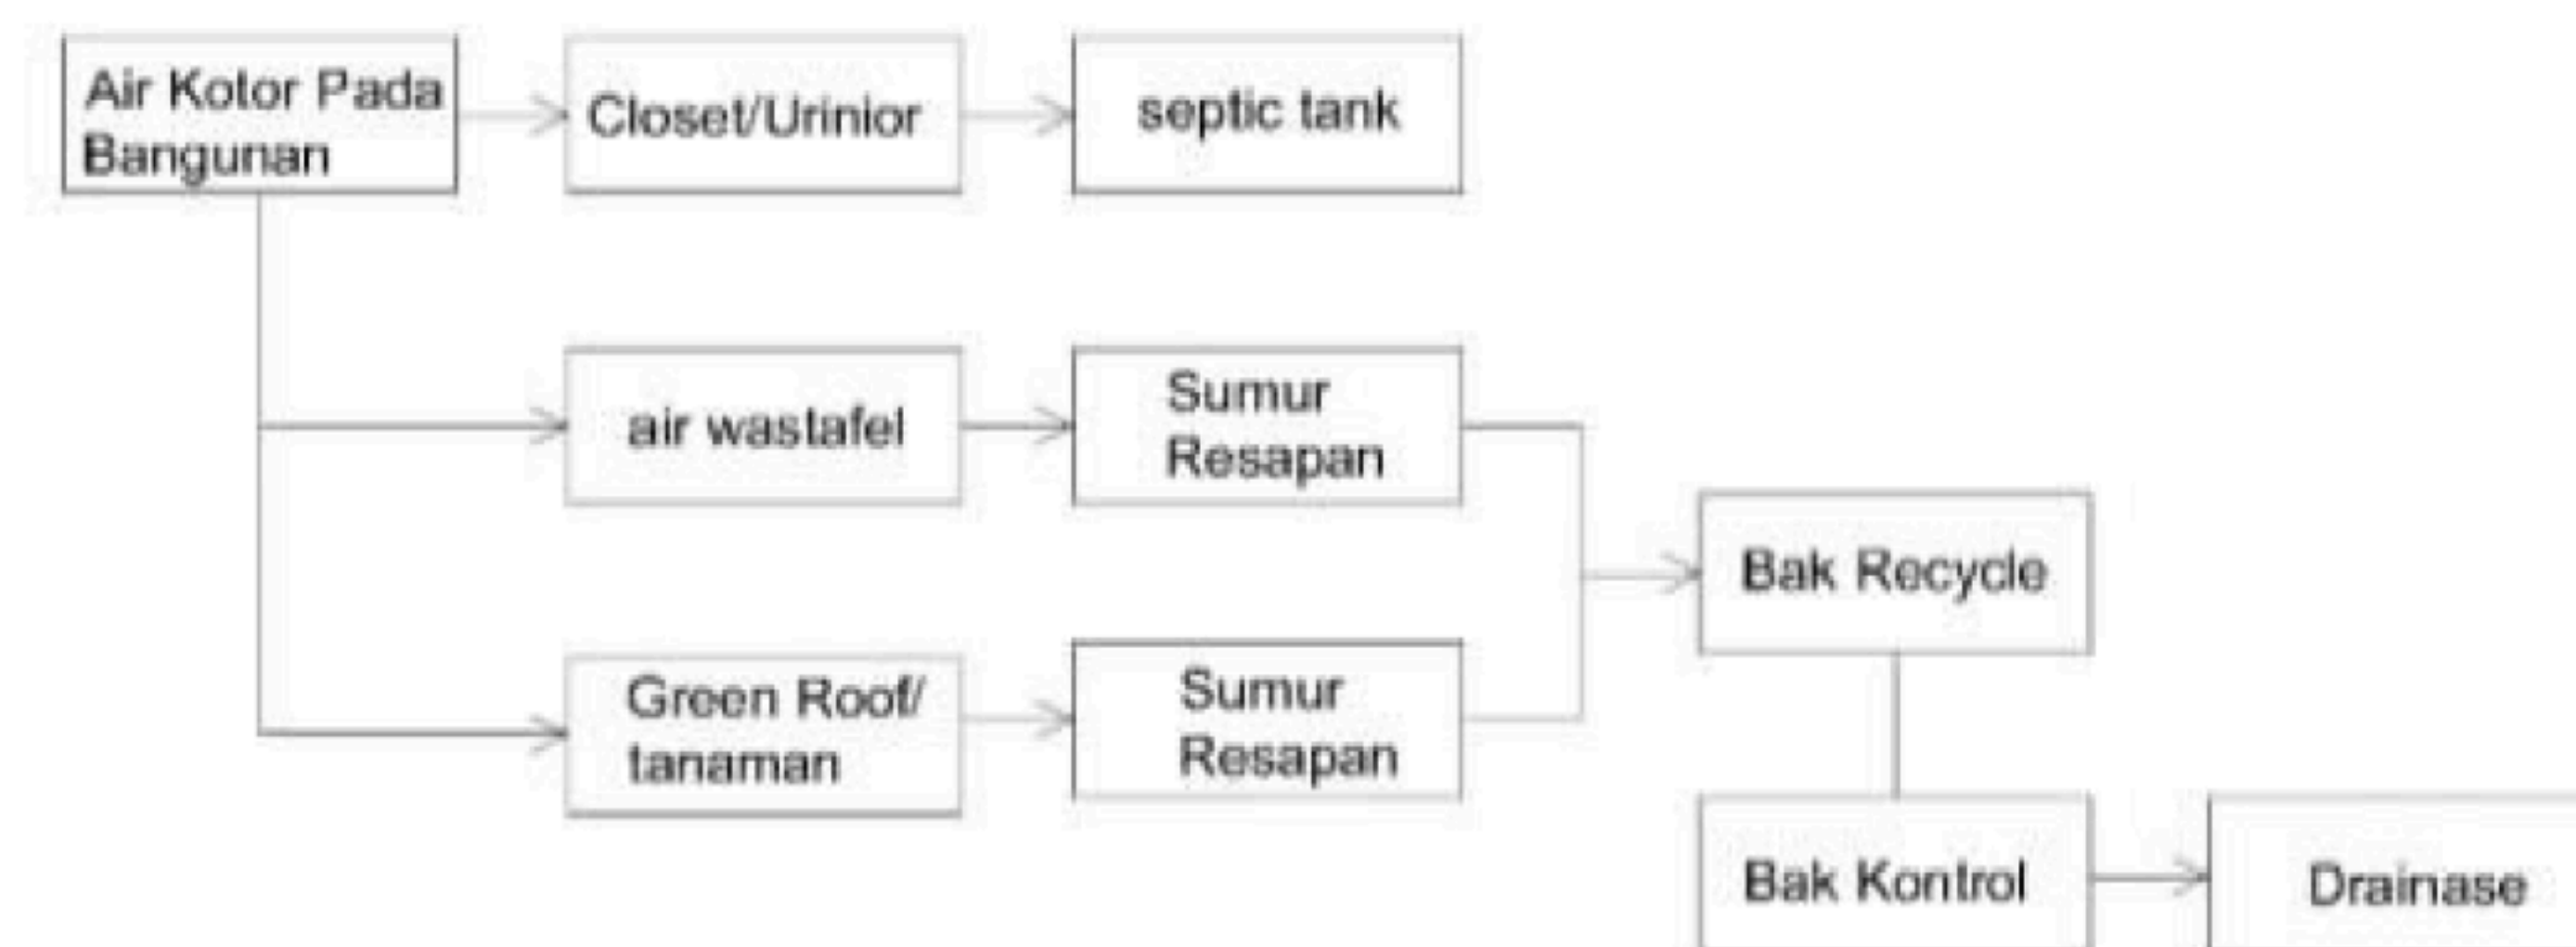 Air Kotor Pada
Bangunan
Closet/Urinior
septic tank
air wastafel
Sumur
Resapan
Green Roof/
tanaman
Sumur
Resapan
Bak Recycle
Bak Kontrol
Drainase